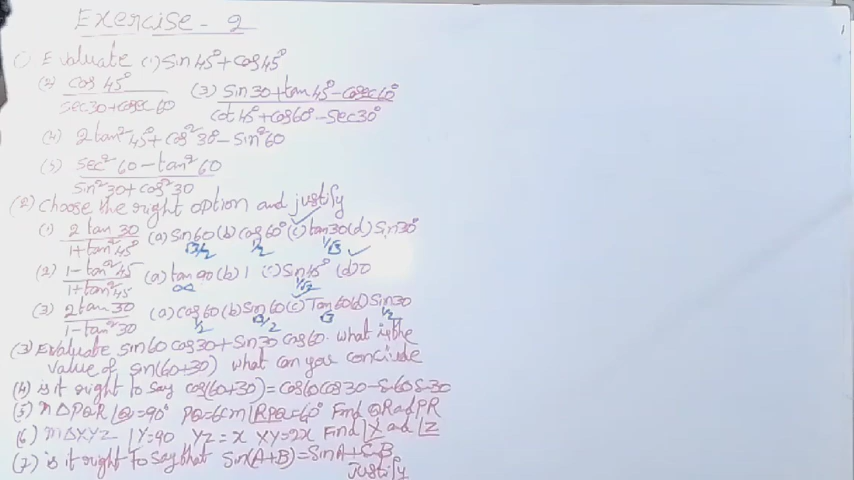 Exercise - 2
(1) Evaluate (1) Sin 45° + Cos 45°
(2) Cos 45° / Sec 30 + Cosec 60 (3) Sin 30 + tan 45° - Cosec 60° / Cot 45° + Cos 60° - Sec 30°
(4) 2 tan² 45° + Cos² 30 - Sin² 60
(5) Sec² 60 - tan² 60 / Sin² 30 + Cos² 30
(2) Choose the right option and justify
(1) 2 tan 30 / 1 + tan² 45° (a) Sin 60 (b) Cos 60° (c) tan 30 (d) Sin 30°
√3/2 1/2 1/√3
(2) 1 - tan² 45 / 1 + tan² 45 (a) tan 90 (b) 1 (c) Sin 45° (d) 0
∞ 1/√2
(3) 2 tan 30 / 1 - tan² 30 (a) Cos 60 (b) Sin 60 (c) Tan 60 (d) Sin 30
1/2 √3/2 √3 1/2
(3) Evaluate Sin 60 Cos 30 + Sin 30 Cos 60. what is the
value of Sin(60+30) what can you conclude
(4) is it right to say Cos(60+30) = Cos 60 Cos 30 - S 60 S 30
(5) in △PQR ∠Q = 90° PQ = 6cm ∠RPQ = 60° Find QR and PR
(6) in △XYZ ∠Y = 90 YZ = x XY = 2x Find ∠X and ∠Z
(7) is it right to say that Sin(A+B) = Sin A + S B
justify